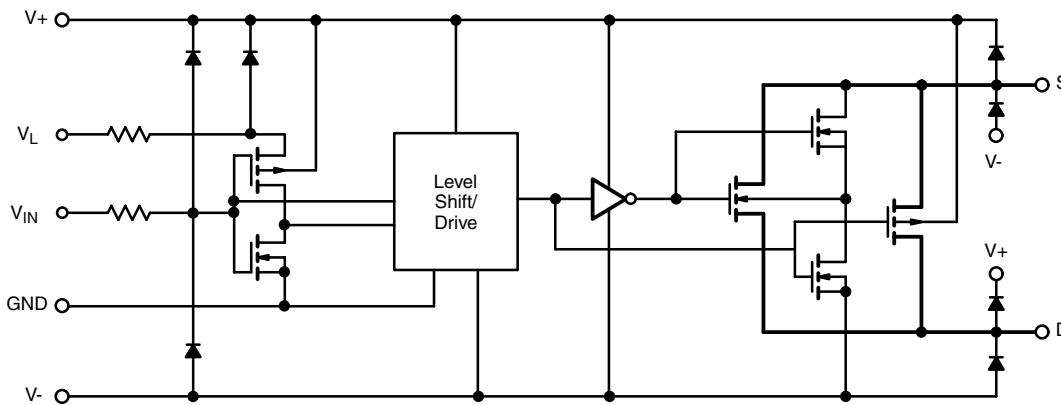 V+
S
VL
V-
Level
Shift/
Drive
VIN
V+
GND
D
V-